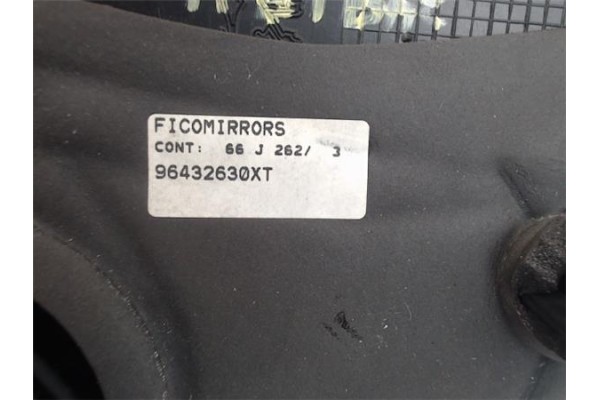 FICOMIRRORS
CONT: 66 J 262/ 3
96432630XT